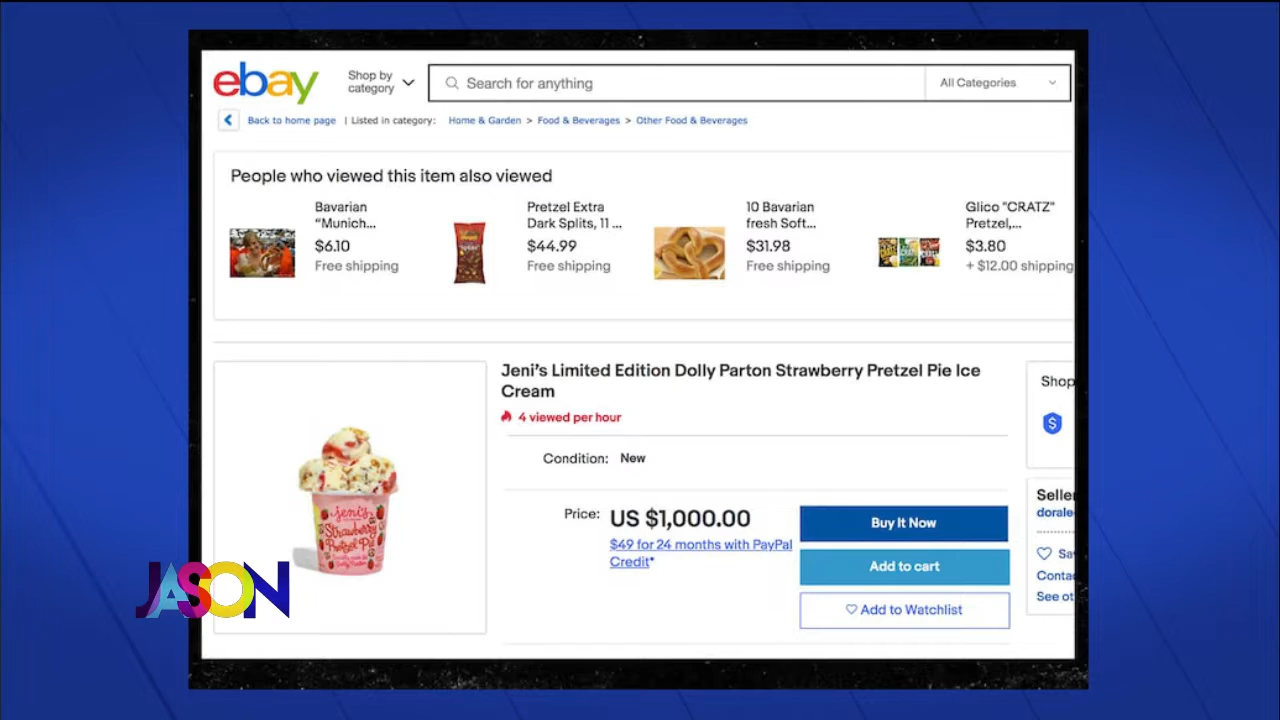 ebay
Shop by
category
Search for anything
All Categories
Back to home page | Listed in category: Home & Garden > Food & Beverages > Other Food & Beverages
People who viewed this item also viewed
Bavarian
“Munich...
$6.10
Free shipping
Pretzel Extra
Dark Splits, 11 ...
$44.99
Free shipping
10 Bavarian
fresh Soft...
$31.98
Free shipping
Glico "CRATZ"
Pretzel,...
$3.80
+ $12.00 shipping
Jeni’s Limited Edition Dolly Parton Strawberry Pretzel Pie Ice
Cream
4 viewed per hour
Condition: New
Price: US $1,000.00
$49 for 24 months with PayPal
Credit*
Buy It Now
Add to cart
Add to Watchlist
Shop
$
Seller
dorale
Sa
Conta
See ot
jeni's
Strawberry
Pretzel Pie
JASON